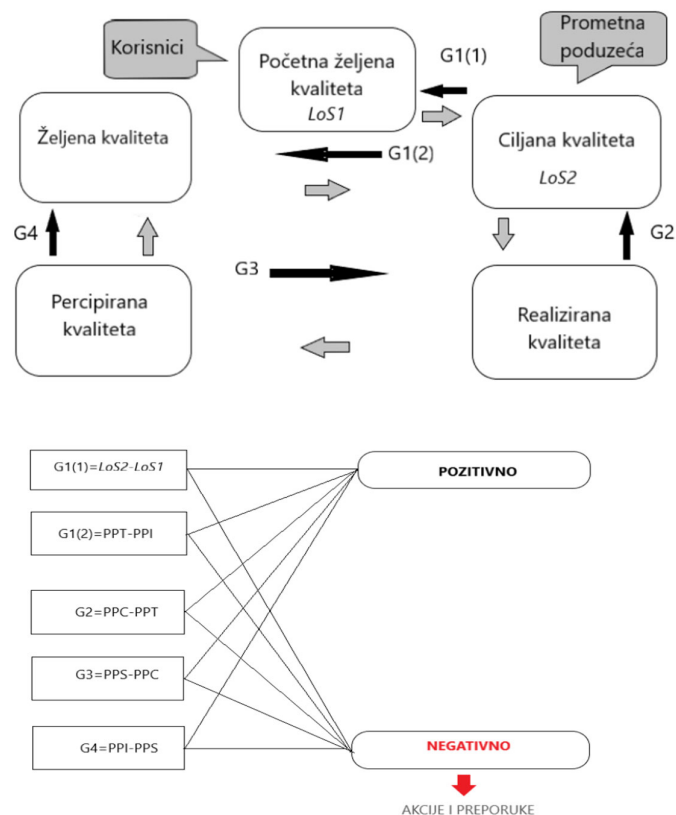 Korisnici
Početna željena
kvaliteta
LoS1
G1(1)
Prometna
poduzeća
Željena kvaliteta
G1(2)
Ciljana kvaliteta
LoS2
G4
G3
G2
Percipirana
kvaliteta
Realizirana
kvaliteta
G1(1)=LoS2-LoS1
POZITIVNO
G1(2)=PPT-PPI
G2=PPC-PPT
G3=PPS-PPC
G4=PPI-PPS
NEGATIVNO
AKCIJE I PREPORUKE